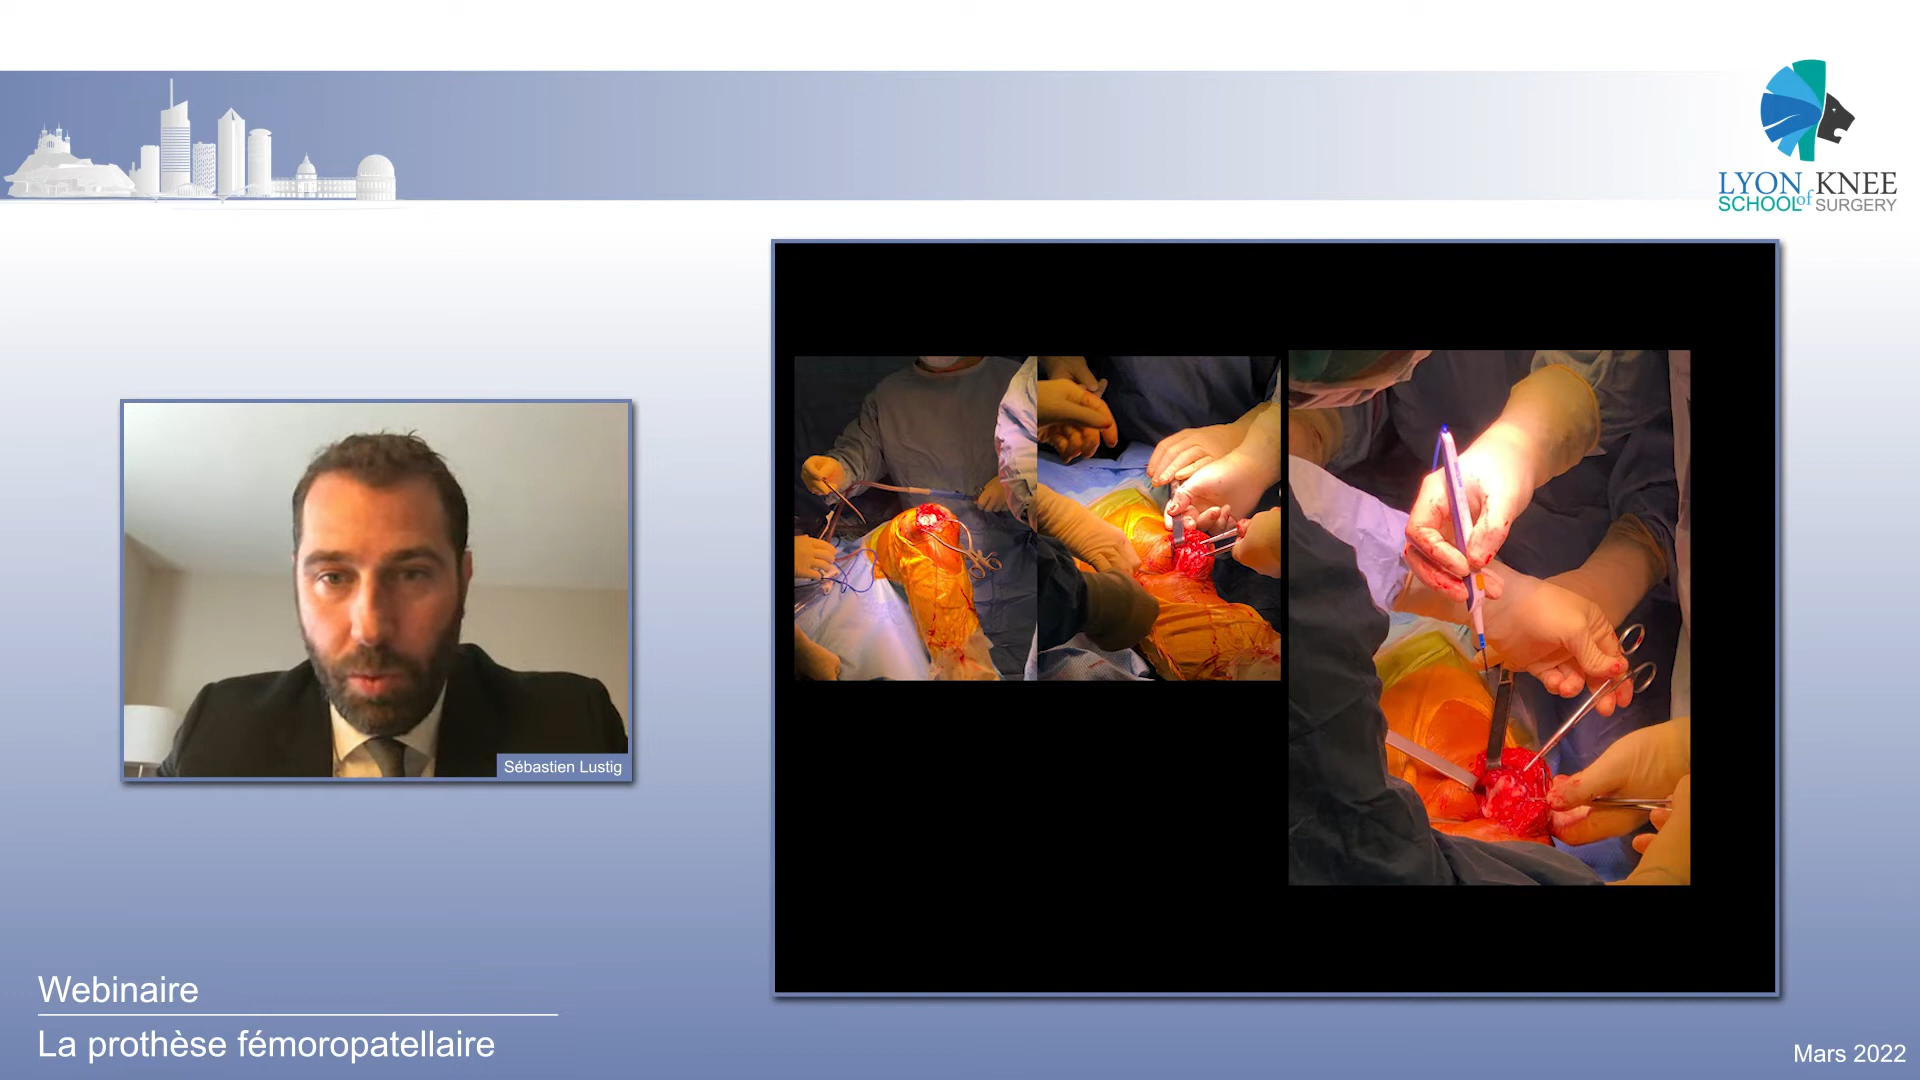 LYON KNEE
SCHOOL of SURGERY
Sébastien Lustig
Webinaire
La prothèse fémoropatellaire
Mars 2022